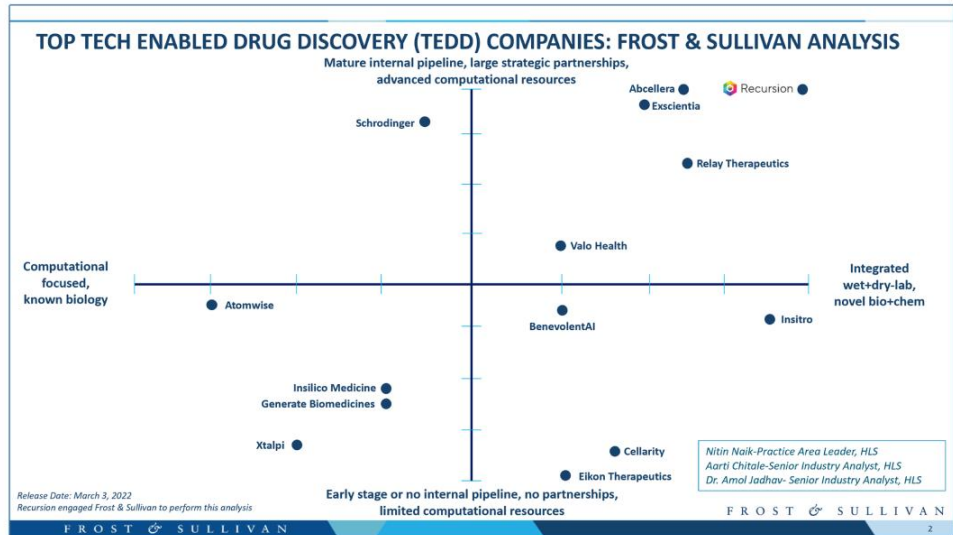 TOP TECH ENABLED DRUG DISCOVERY (TEDD) COMPANIES: FROST & SULLIVAN ANALYSIS
Mature internal pipeline, large strategic partnerships,
advanced computational resources
Abcellera
Recursion
Exscientia
Schrodinger
Relay Therapeutics
Valo Health
Computational
focused,
known biology
Integrated
wet+dry-lab,
novel bio+chem
Atomwise
BenevolentAI
Insitro
Insilico Medicine
Generate Biomedicines
Xtalpi
Cellarity
Eikon Therapeutics
Nitin Naik-Practice Area Leader, HLS
Aarti Chitale-Senior Industry Analyst, HLS
Dr. Amol Jadhav- Senior Industry Analyst, HLS
Release Date: March 3, 2022
Recursion engaged Frost & Sullivan to perform this analysis
Early stage or no internal pipeline, no partnerships,
limited computational resources
FROST & SULLIVAN
FROST & SULLIVAN
2